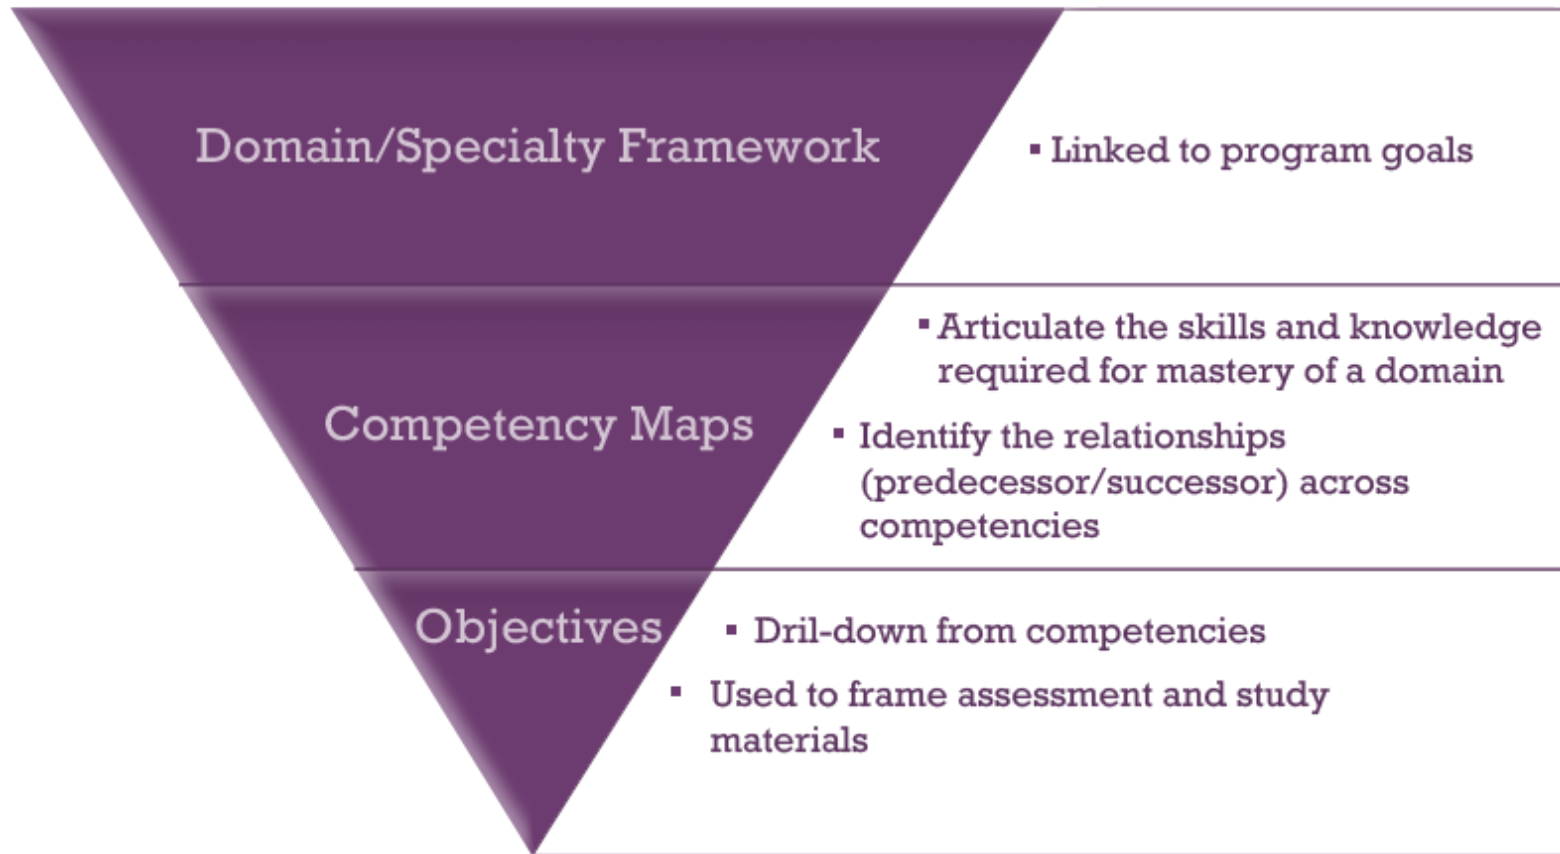 Domain/Specialty Framework
▪ Linked to program goals
Competency Maps
▪ Articulate the skills and knowledge
required for mastery of a domain
▪ Identify the relationships
(predecessor/successor) across
competencies
Objectives
▪ Dril-down from competencies
▪ Used to frame assessment and study
materials